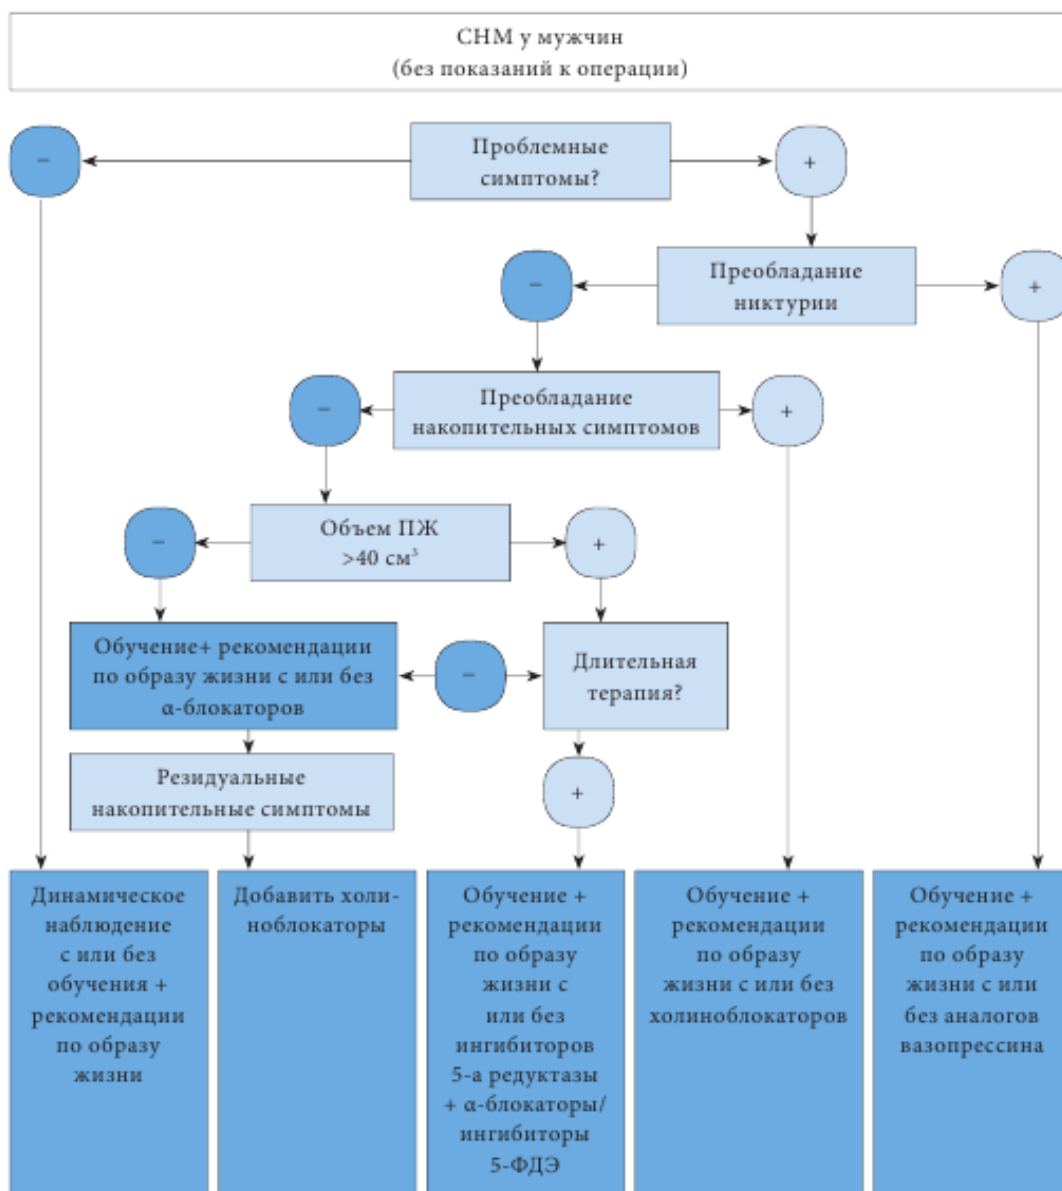 СНМ у мужчин
(без показаний к операции)
−
Проблемные
симптомы?
+
−
Преобладание
никтурии
+
−
Преобладание
накопительных симптомов
+
−
Объем ПЖ
>40 см³
+
Обучение+ рекомендации
по образу жизни с или без
α-блокаторов
−
Длительная
терапия?
Резидуальные
накопительные симптомы
+
Динамическое
наблюдение
с или без
обучения +
рекомендации
по образу
жизни
Добавить холи-
ноблокаторы
Обучение +
рекомендации
по образу
жизни с
или без
ингибиторов
5-а редуктазы
+ α-блокаторы/
ингибиторы
5-ФДЭ
Обучение +
рекомендации
по образу
жизни с или без
холиноблокаторов
Обучение +
рекомендации
по образу
жизни с или
без аналогов
вазопрессина